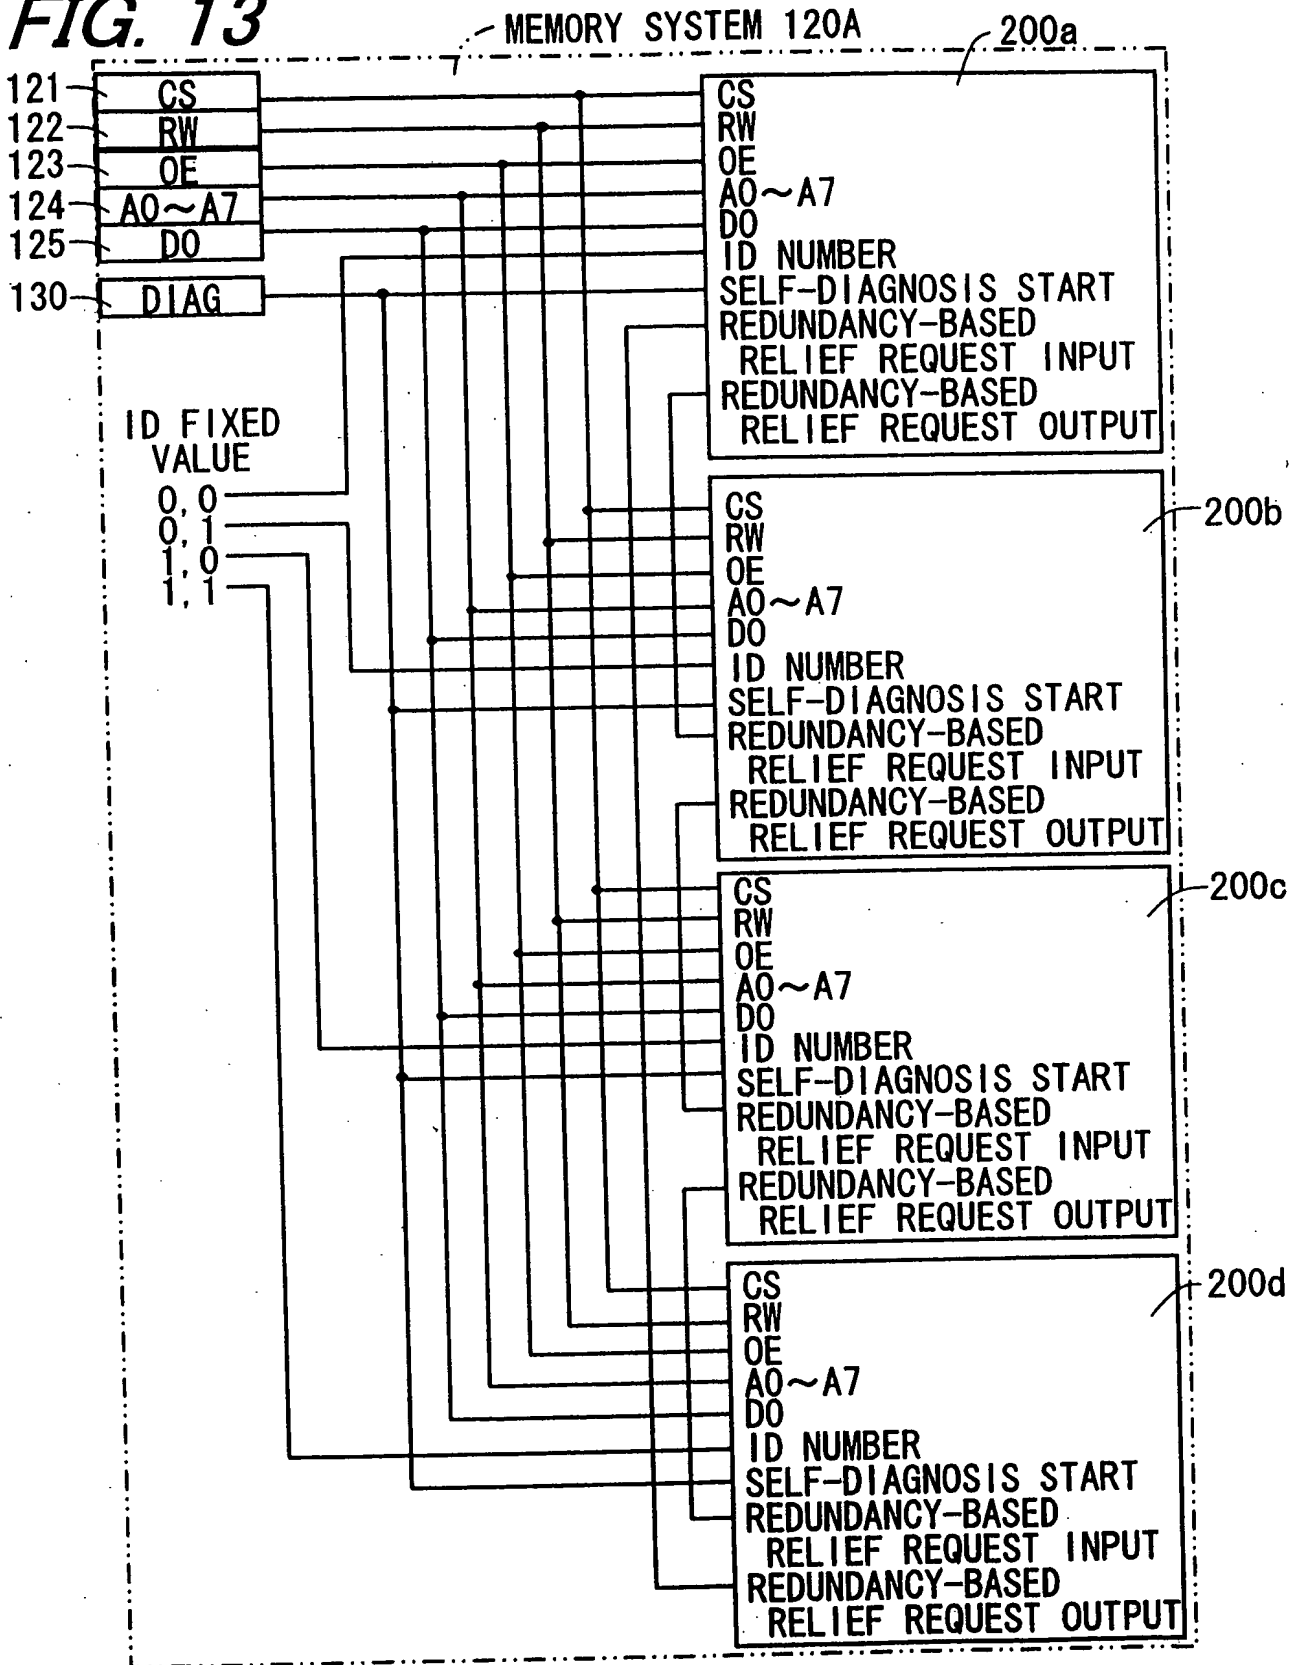 FIG. 13
MEMORY SYSTEM 120A
200a
121
CS
122
RW
123
OE
124
A0~A7
125
D0
130
DIAG
CS
RW
OE
A0~A7
D0
ID NUMBER
SELF-DIAGNOSIS START
REDUNDANCY-BASED
RELIEF REQUEST INPUT
REDUNDANCY-BASED
RELIEF REQUEST OUTPUT
ID FIXED
VALUE
0,0
0,1
1,0
1,1
200b
CS
RW
OE
A0~A7
D0
ID NUMBER
SELF-DIAGNOSIS START
REDUNDANCY-BASED
RELIEF REQUEST INPUT
REDUNDANCY-BASED
RELIEF REQUEST OUTPUT
200c
CS
RW
OE
A0~A7
D0
ID NUMBER
SELF-DIAGNOSIS START
REDUNDANCY-BASED
RELIEF REQUEST INPUT
REDUNDANCY-BASED
RELIEF REQUEST OUTPUT
200d
CS
RW
OE
A0~A7
D0
ID NUMBER
SELF-DIAGNOSIS START
REDUNDANCY-BASED
RELIEF REQUEST INPUT
REDUNDANCY-BASED
RELIEF REQUEST OUTPUT